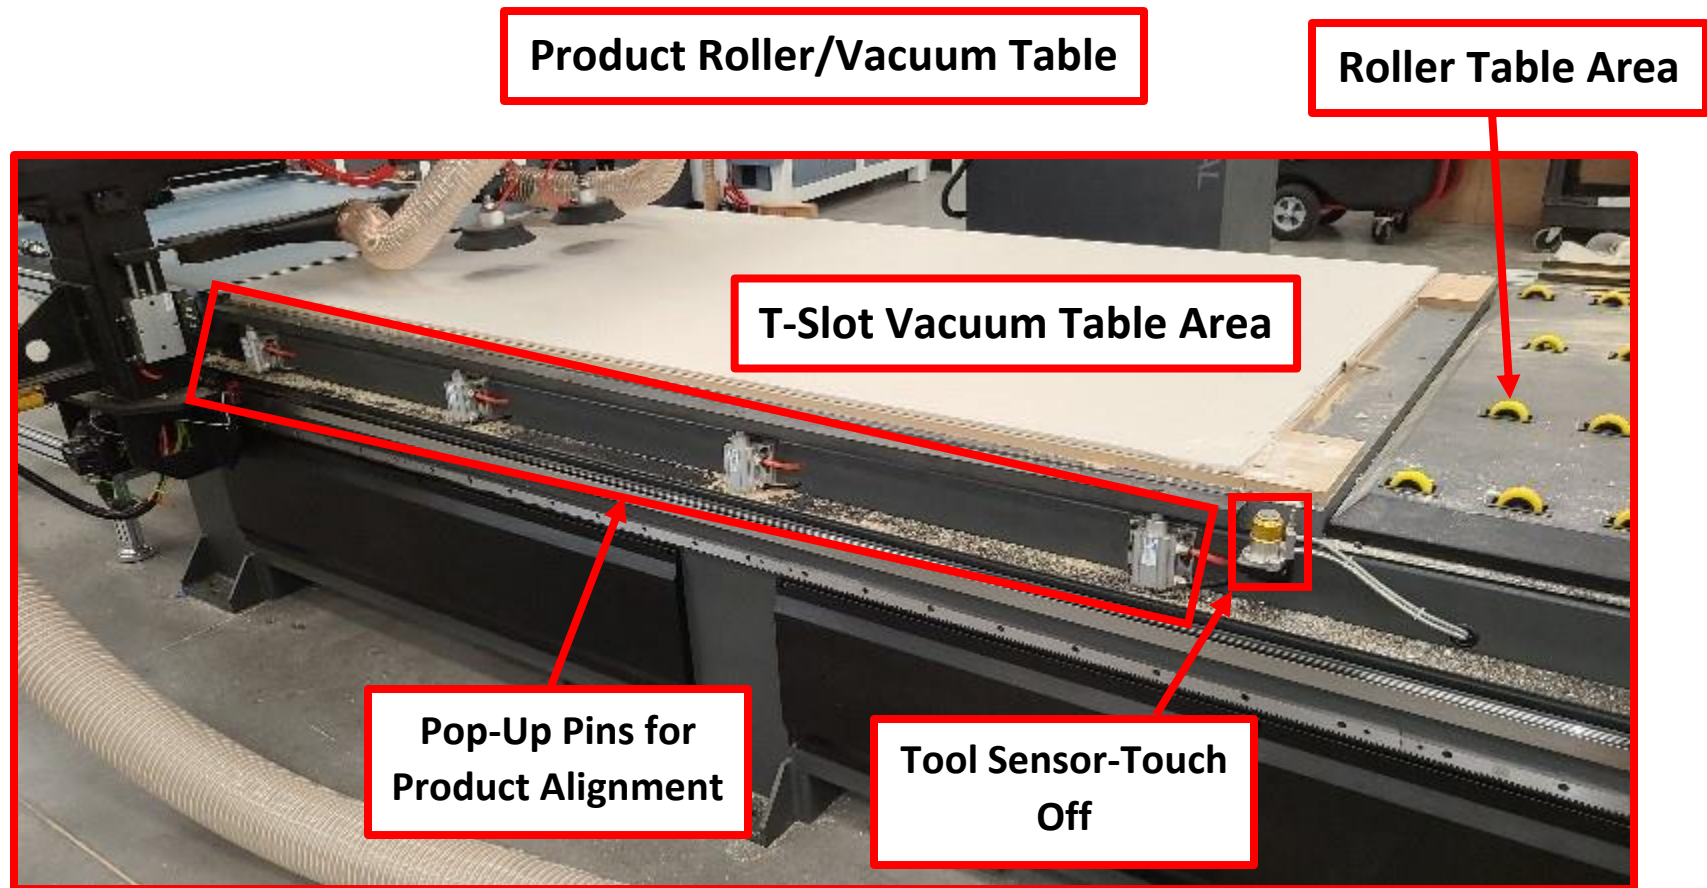 Product Roller/Vacuum Table
Roller Table Area
T-Slot Vacuum Table Area
Pop-Up Pins for
Product Alignment
Tool Sensor-Touch
Off